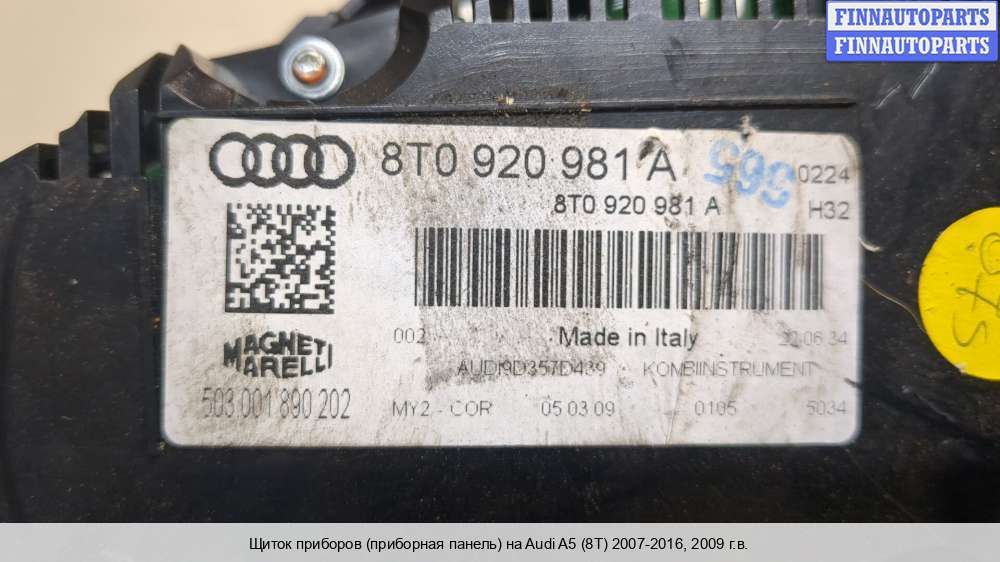 FINNAUTOPARTS
FINNAUTOPARTS
8T0 920 981 A
565
0224
8T0 920 981 A
H32
MAGNETI
MARELLI
503.001 890 202
002
Made in Italy
AUDI9D357D439
KOMBIINSTRUMENT
MY2 - COR
05 03 09
0105
5034
Щиток приборов (приборная панель) на Audi A5 (8T) 2007-2016, 2009 г.в.